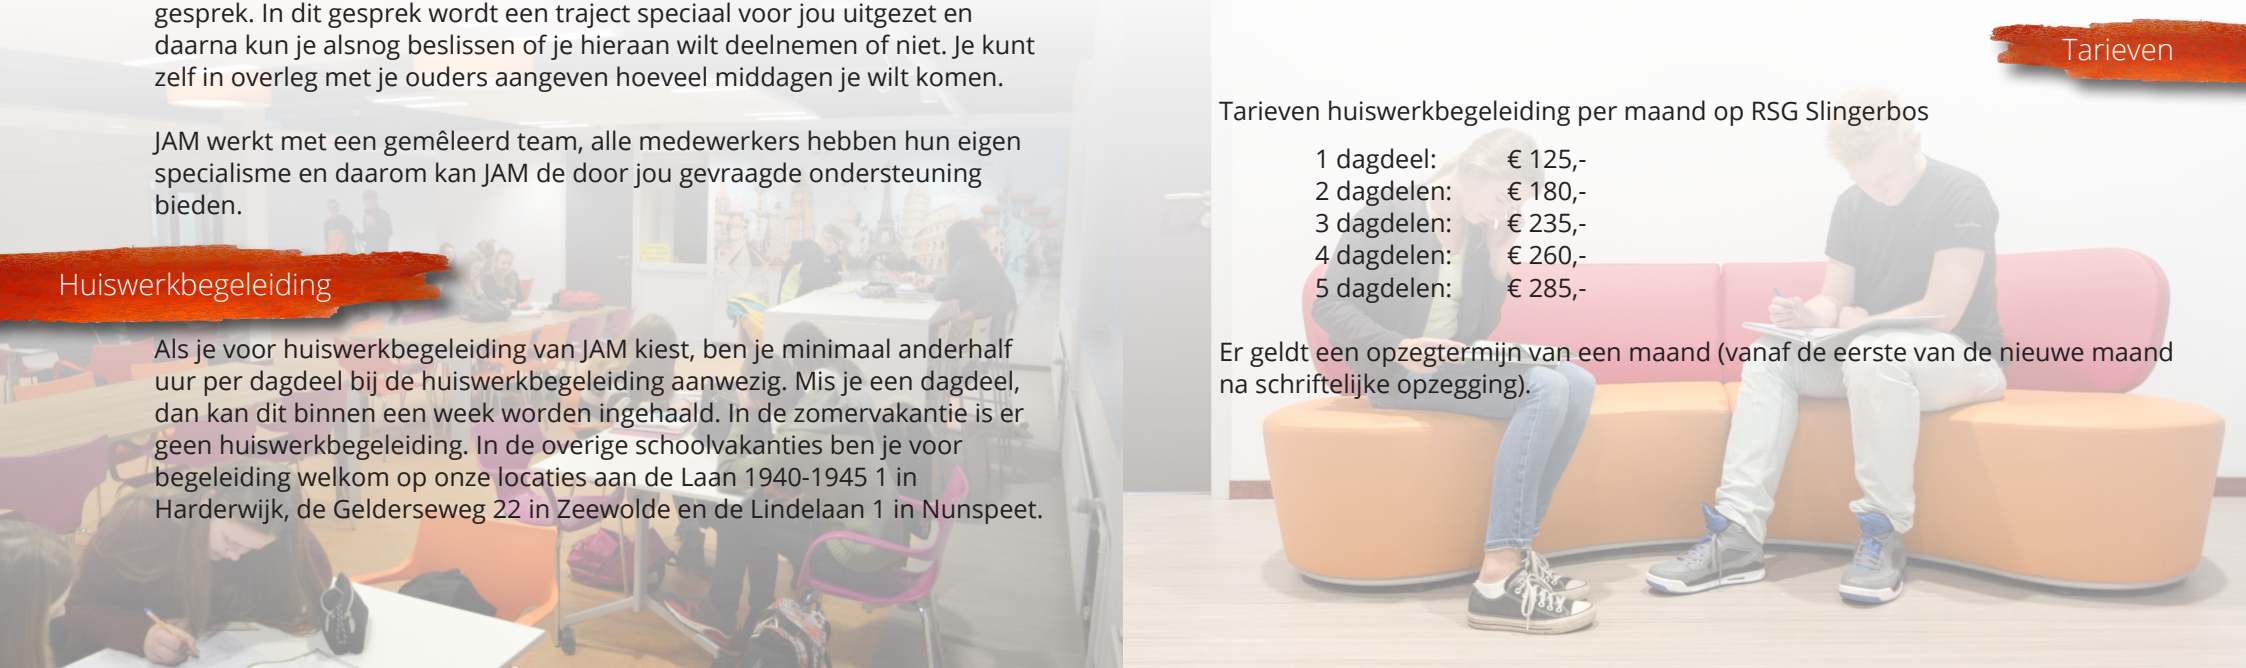 gesprek. In dit gesprek wordt een traject speciaal voor jou uitgezet en
daarna kun je alsnog beslissen of je hieraan wilt deelnemen of niet. Je kunt
zelf in overleg met je ouders aangeven hoeveel middagen je wilt komen.
JAM werkt met een gemêleerd team, alle medewerkers hebben hun eigen
specialisme en daarom kan JAM de door jou gevraagde ondersteuning
bieden.
Huiswerkbegeleiding
Als je voor huiswerkbegeleiding van JAM kiest, ben je minimaal anderhalf
uur per dagdeel bij de huiswerkbegeleiding aanwezig. Mis je een dagdeel,
dan kan dit binnen een week worden ingehaald. In de zomervakantie is er
geen huiswerkbegeleiding. In de overige schoolvakanties ben je voor
begeleiding welkom op onze locaties aan de Laan 1940-1945 1 in
Harderwijk, de Gelderseweg 22 in Zeewolde en de Lindelaan 1 in Nunspeet.
Tarieven
Tarieven huiswerkbegeleiding per maand op RSG Slingerbos
1 dagdeel: € 125,-
2 dagdelen: € 180,-
3 dagdelen: € 235,-
4 dagdelen: € 260,-
5 dagdelen: € 285,-
Er geldt een opzegtermijn van een maand (vanaf de eerste van de nieuwe maand
na schriftelijke opzegging).